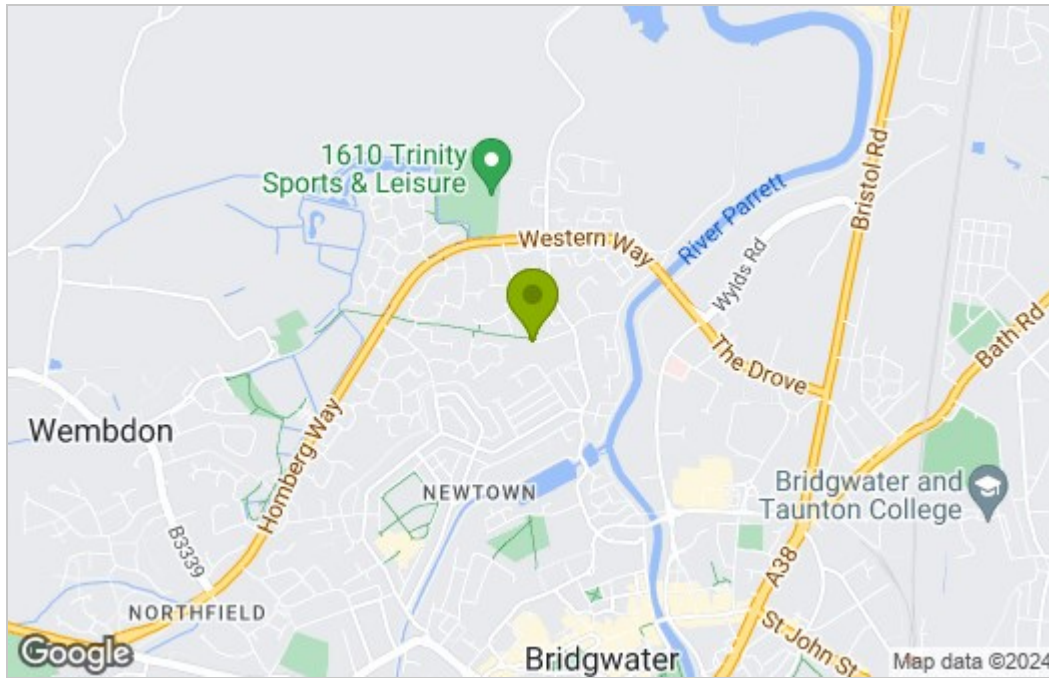 1610 Trinity
Sports & Leisure
Western Way
River Parrett
Bristol Rd
Wylds Rd
Bath Rd
The Drove
Wembdon
Homberg Way
NEWTOWN
Bridgwater and
Taunton College
B3339
A38
NORTHFIELD
St John St
Bridgwater
Google
Map data ©2024